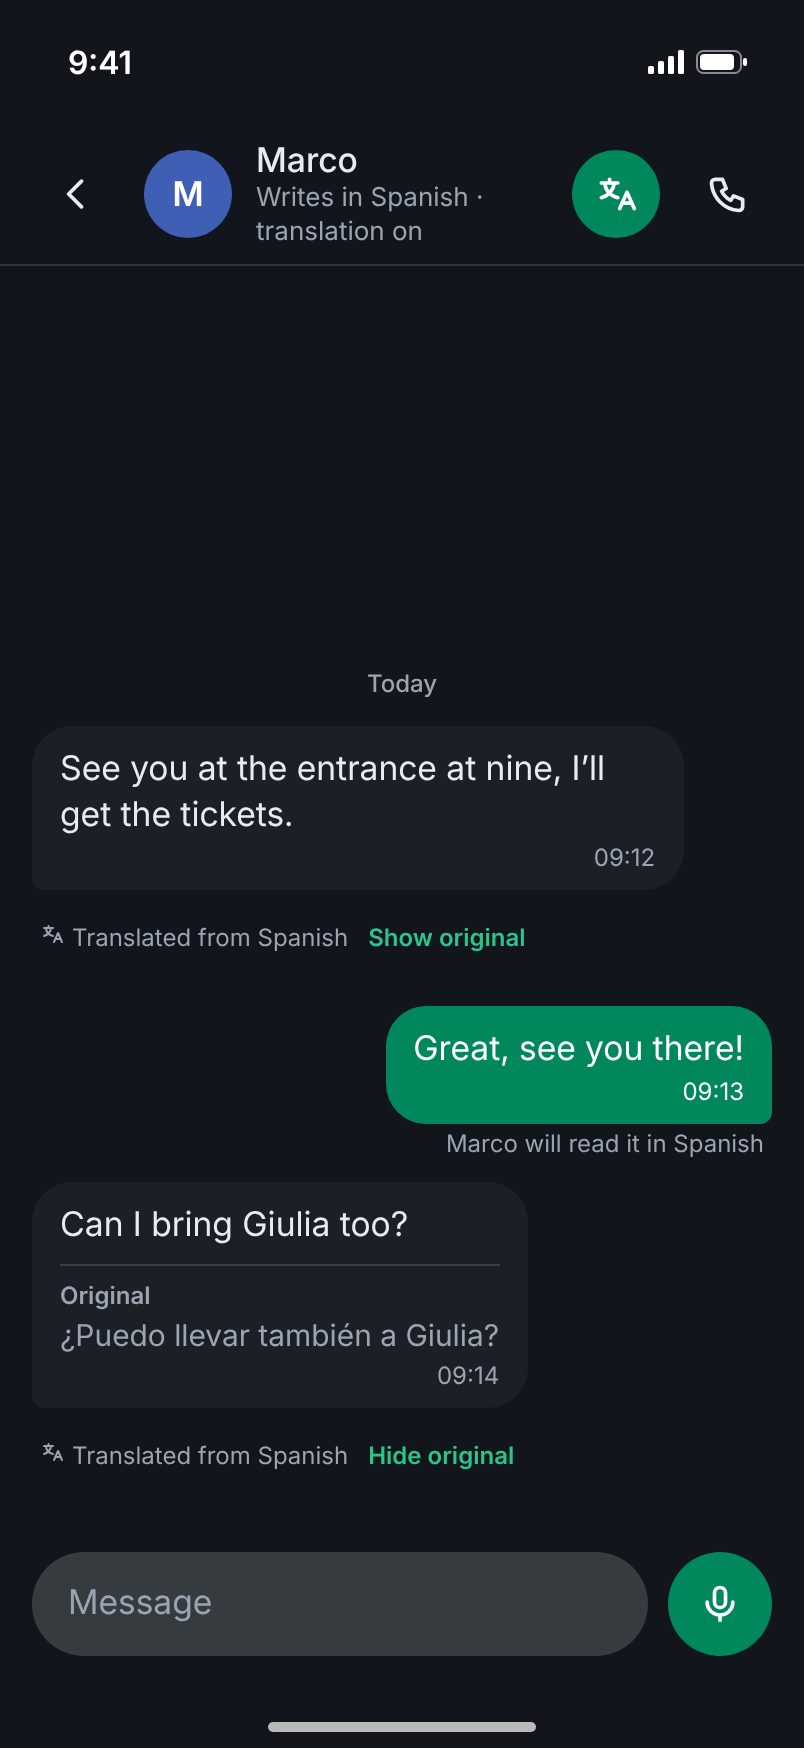 9:41
M
Marco
Writes in Spanish ·
translation on
Today
See you at the entrance at nine, I’ll
get the tickets.
09:12
Translated from Spanish Show original
Great, see you there!
09:13
Marco will read it in Spanish
Can I bring Giulia too?
Original
¿Puedo llevar también a Giulia?
09:14
Translated from Spanish Hide original
Message